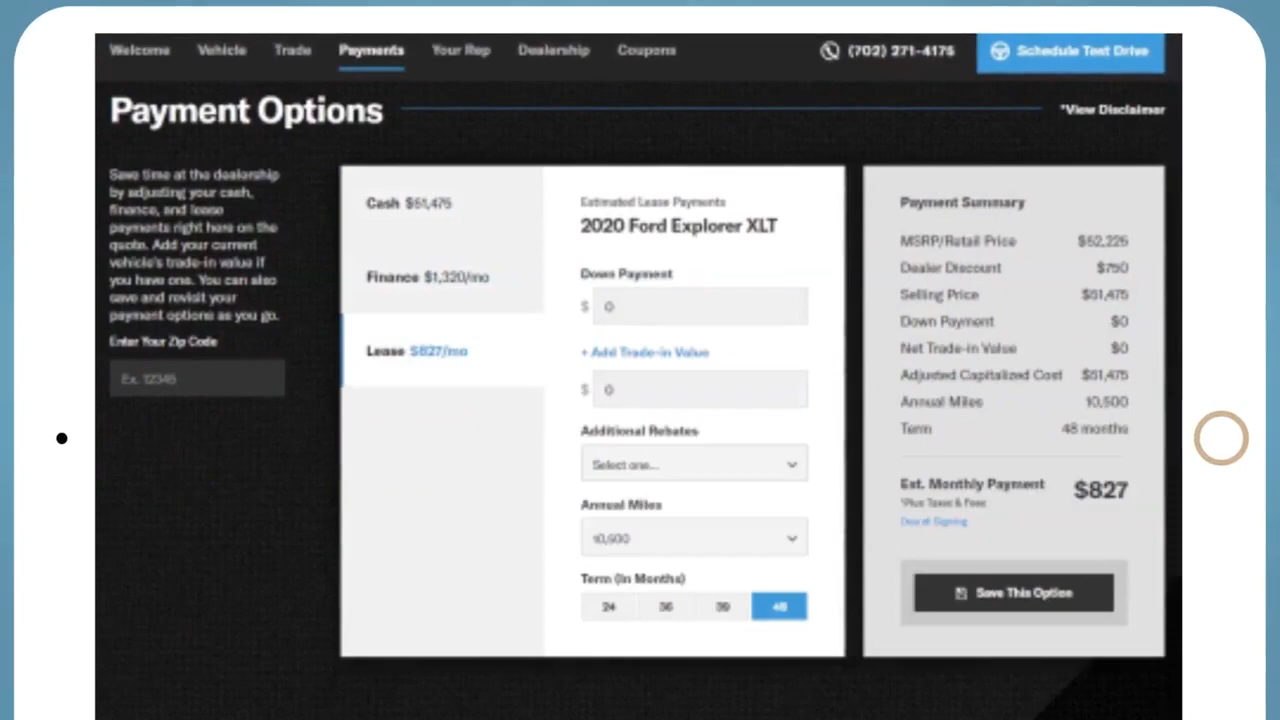 Welcome Vehicle Trade Payments Your Rep Dealership Coupons (702) 271-4175 Schedule Test Drive
Payment Options
*View Disclaimer
Save time at the dealership
by adjusting your cash,
finance, and lease
payments right here on the
quote. Add your current
vehicle's trade-in value if
you have one. You can also
save and revisit your
payment options as you go.
Enter Your Zip Code
Ex. 12345
Cash $51,475
Finance $1,320/mo
Lease $827/mo
Estimated Lease Payments
2020 Ford Explorer XLT
Down Payment
$ 0
+ Add Trade-in Value
$ 0
Additional Rebates
Select one...
Annual Miles
10,500
Term (In Months)
24 36 39 48
Payment Summary
MSRP/Retail Price $52,225
Dealer Discount $750
Selling Price $51,475
Down Payment $0
Net Trade-in Value $0
Adjusted Capitalized Cost $51,475
Annual Miles 10,500
Term 48 months
Est. Monthly Payment $827
*Plus Taxes & Fees
Due at Signing
Save This Option